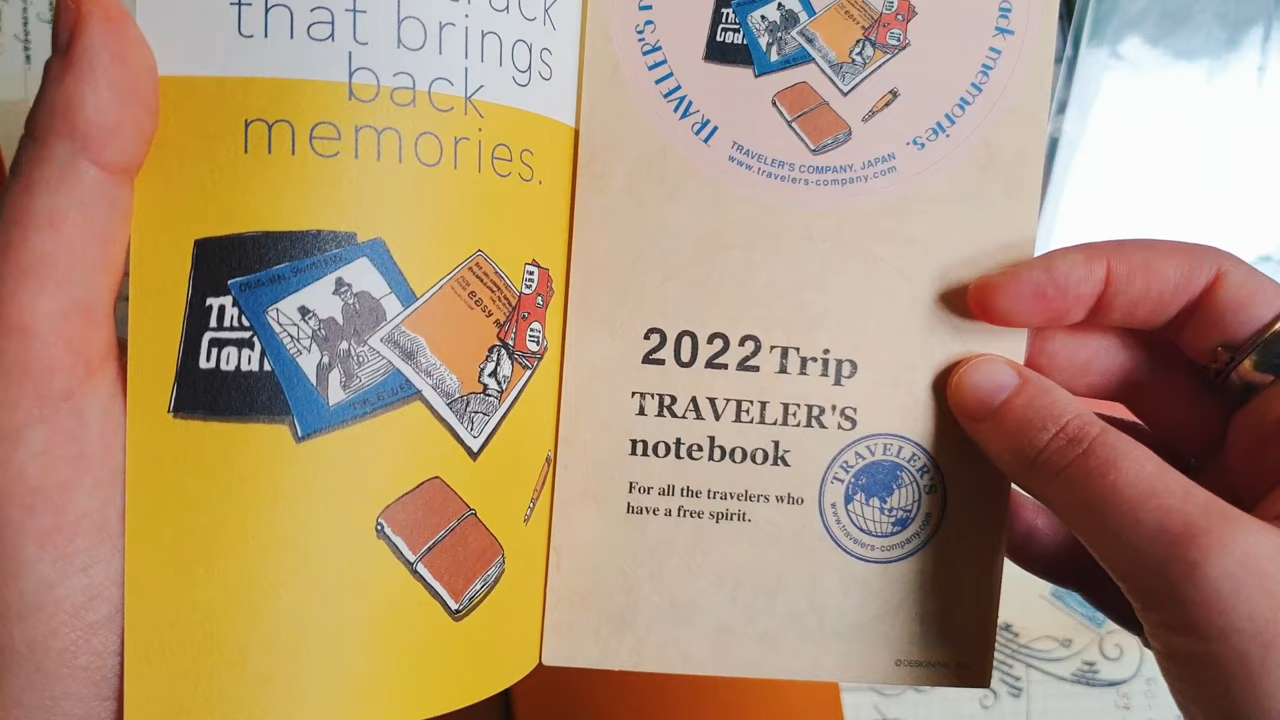 that brings
back
memories.
The
God
ORIGINAL
easy
TRAVELER'S
memories.
TRAVELER'S COMPANY, JAPAN
www.travelers-company.com
2022 Trip
TRAVELER'S
notebook
For all the travelers who
have a free spirit.
TRAVELER'S
www.travelers-company.com